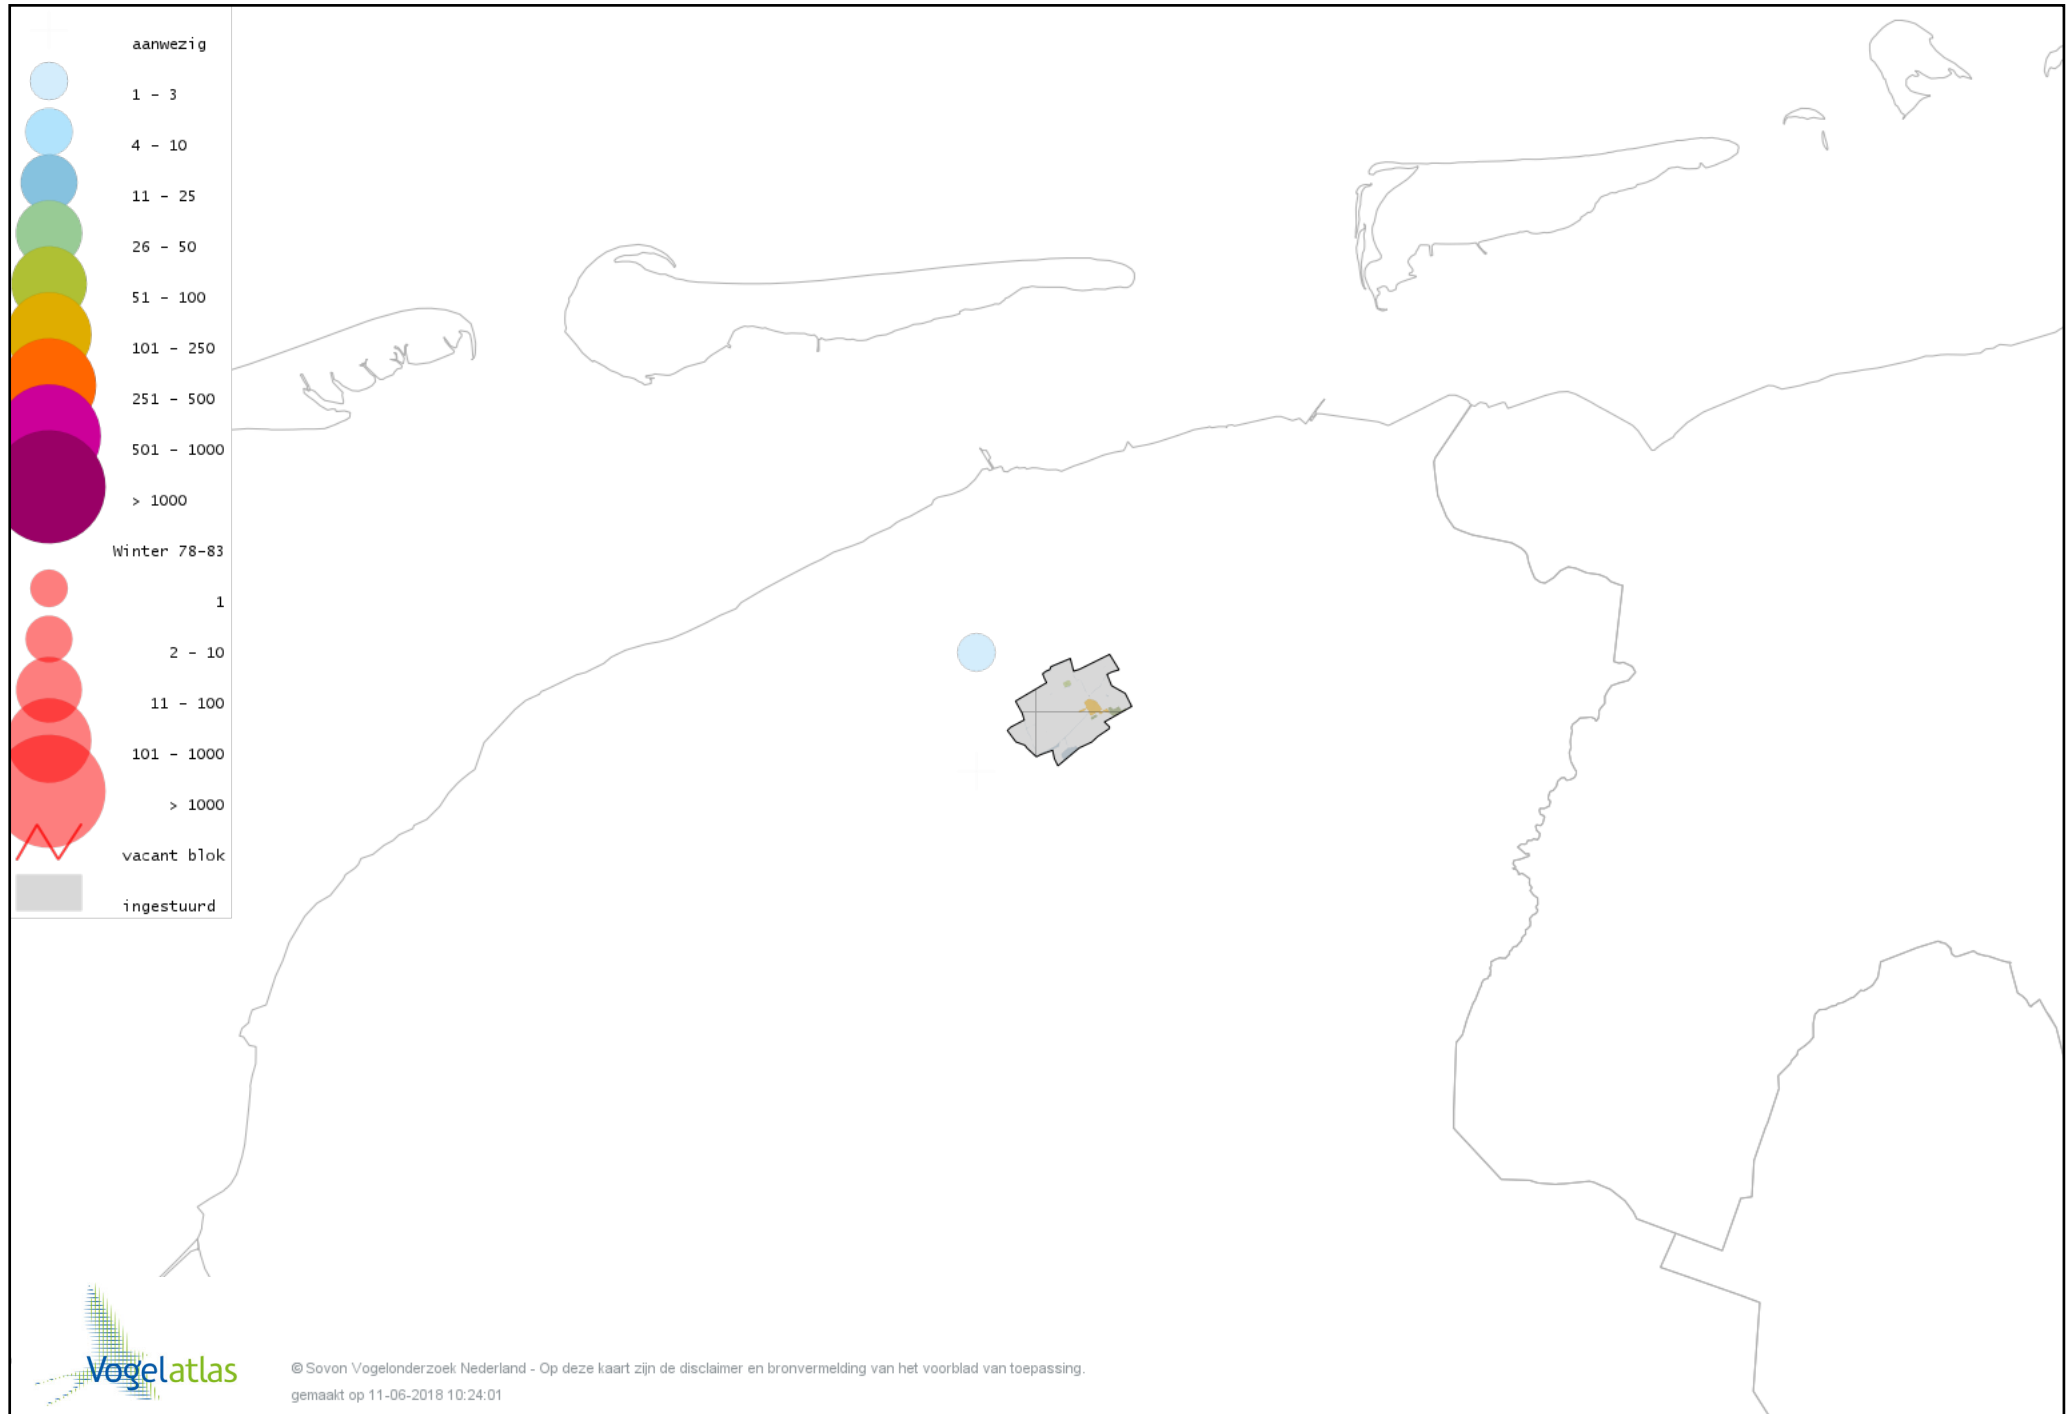 aanwezig
1 - 3
4 - 10
11 - 25
26 - 50
51 - 100
101 - 250
251 - 500
501 - 1000
> 1000
Winter 78-83
1
2 - 10
11 - 100
101 - 1000
> 1000
vacant blok
ingestuurd
Vogelatlas
© Sovon Vogelonderzoek Nederland - Op deze kaart zijn de disclaimer en bronvermelding van het voorblad van toepassing.
gemaakt op 11-06-2018 10:24:01